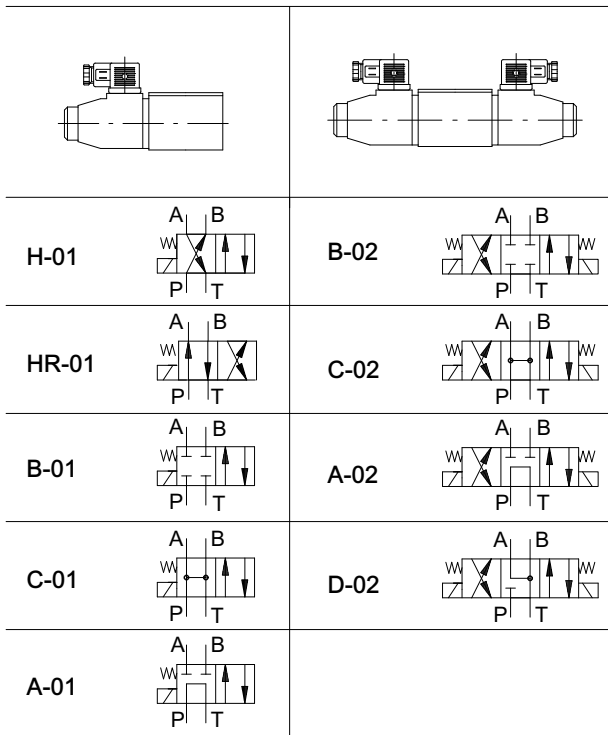 A B
H-01
P T
A B
B-02
P T
A B
HR-01
P T
A B
C-02
P T
A B
B-01
P T
A B
A-02
P T
A B
C-01
P T
A B
D-02
P T
A B
A-01
P T